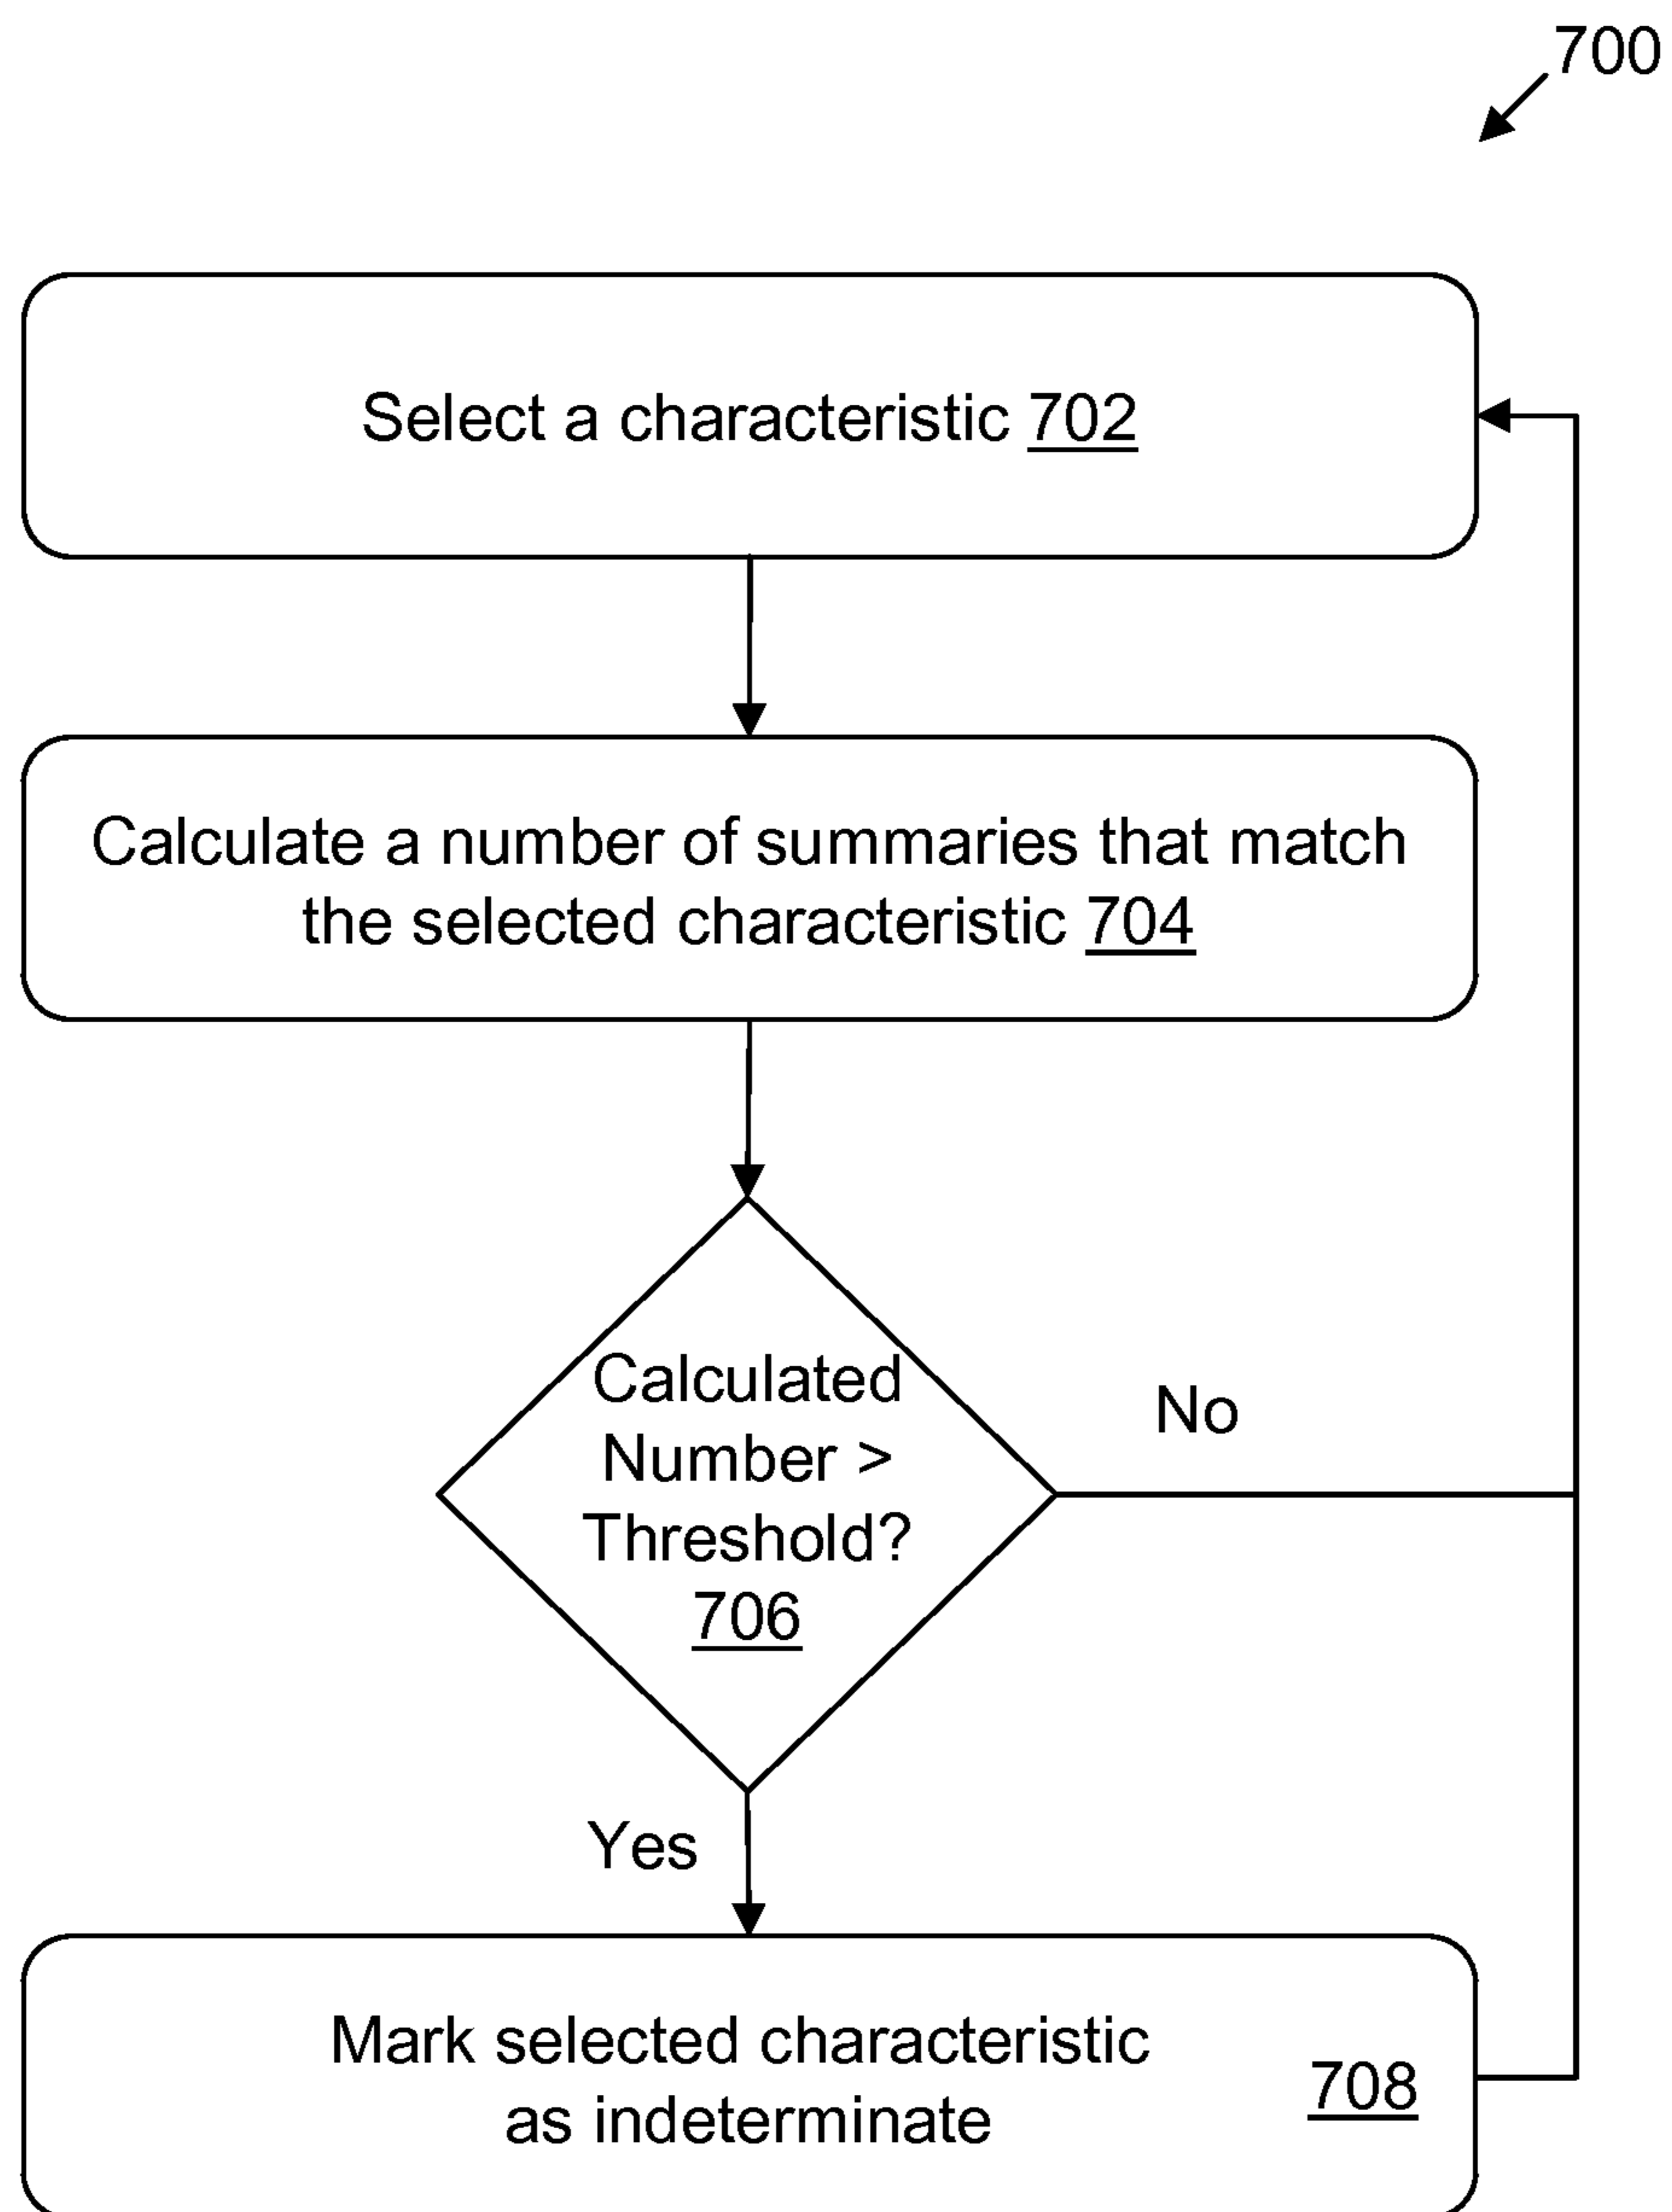 700
Select a characteristic 702
Calculate a number of summaries that match
the selected characteristic 704
Calculated
Number >
Threshold?
706
No
Yes
Mark selected characteristic
as indeterminate
708